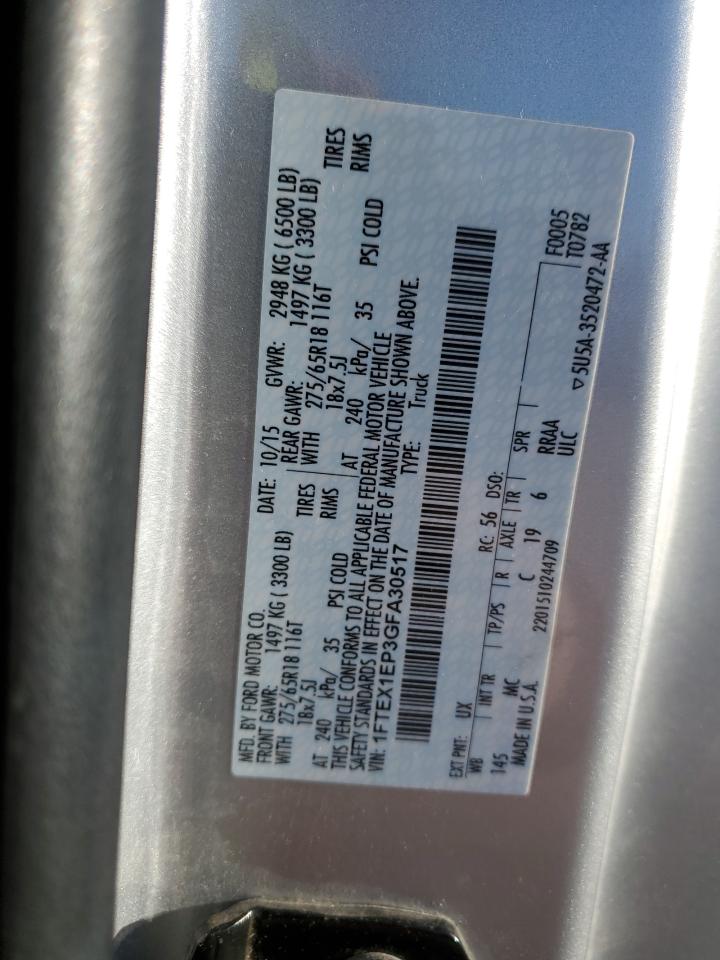 MFD. BY FORD MOTOR CO.
DATE: 10/15 GVWR: 2948 KG ( 6500 LB)
FRONT GAWR: 1497 KG ( 3300 LB) REAR GAWR: 1497 KG ( 3300 LB)
WITH 275/65R18 116T TIRES WITH 275/65R18 116T TIRES
18x7.5J RIMS 18x7.5J RIMS
AT 240 kPa/ 35 PSI COLD AT 240 kPa/ 35 PSI COLD
THIS VEHICLE CONFORMS TO ALL APPLICABLE FEDERAL MOTOR VEHICLE
SAFETY STANDARDS IN EFFECT ON THE DATE OF MANUFACTURE SHOWN ABOVE.
VIN: 1FTEX1EP3GFA30517 TYPE: Truck
EXT PNT: UX RC: 56 DSO: F0005
WB INT TR TP/PS R AXLE TR SPR T0782
145 MC C 19 6 RRAA
MADE IN U.S.A. 2201510244709 ULC ▽5U5A-3520472-AA